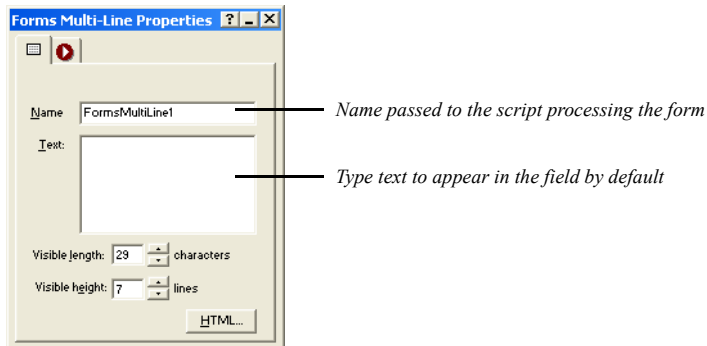 Forms Multi-Line Properties
Name FormsMultiLine1
Name passed to the script processing the form
Text:
Type text to appear in the field by default
Visible length: 29 characters
Visible height: 7 lines
HTML...